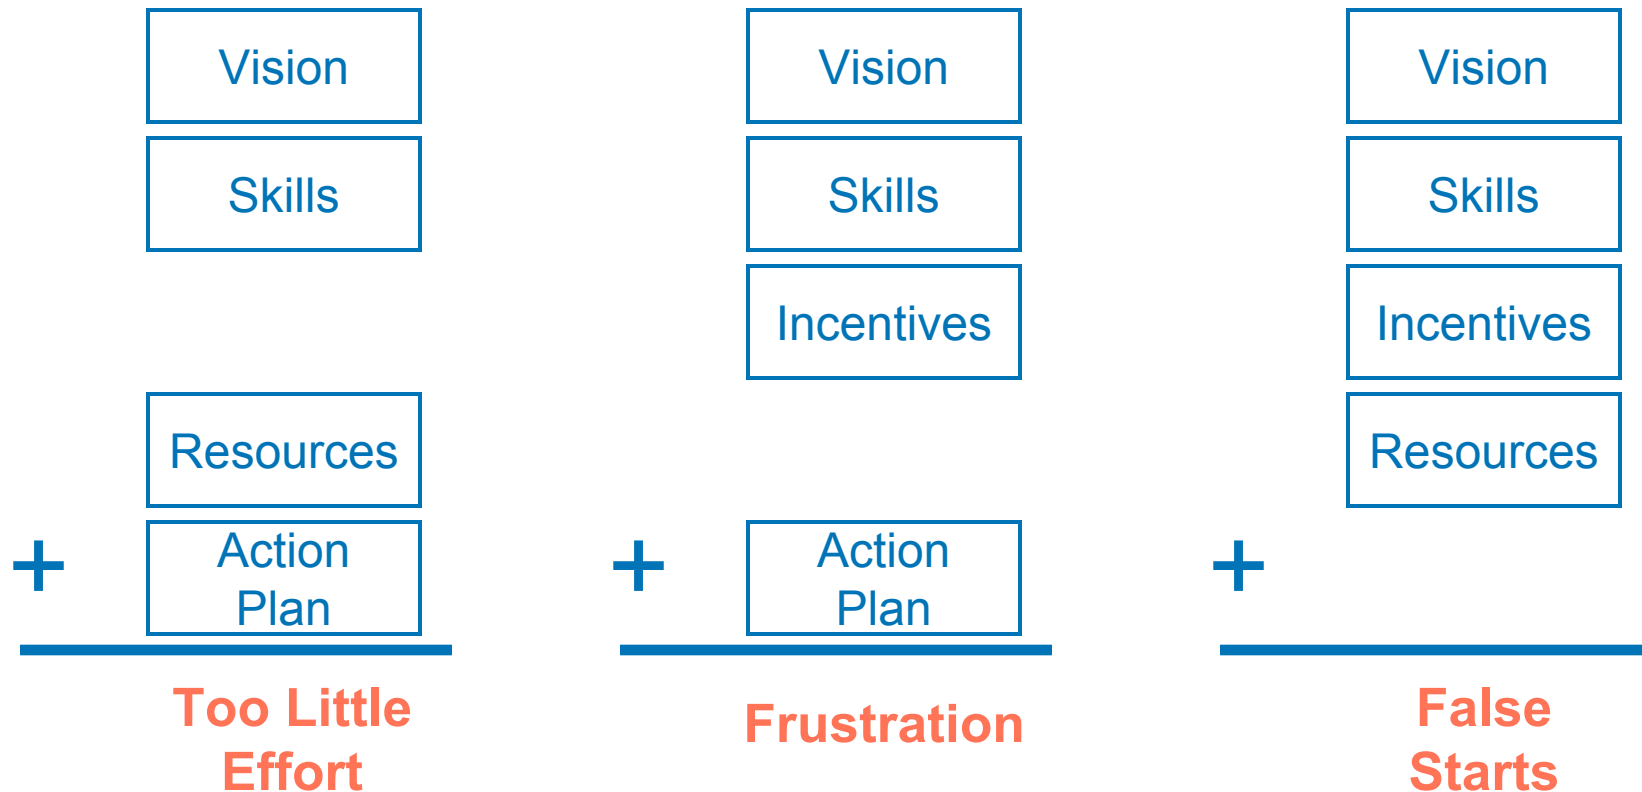 Vision
Skills
Resources
+
Action
Plan
Too Little
Effort
Vision
Skills
Incentives
+
Action
Plan
Frustration
Vision
Skills
Incentives
Resources
+
False
Starts